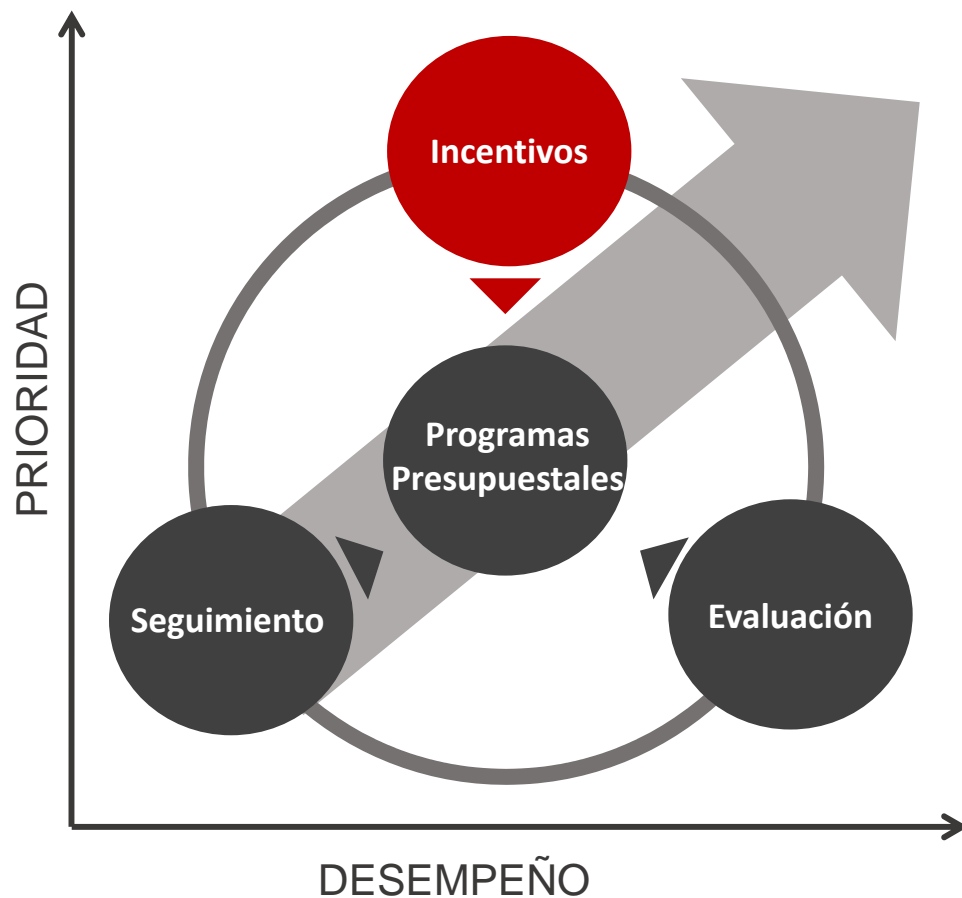 Incentivos
PRIORIDAD
Programas
Presupuestales
Seguimiento
Evaluación
DESEMPEÑO